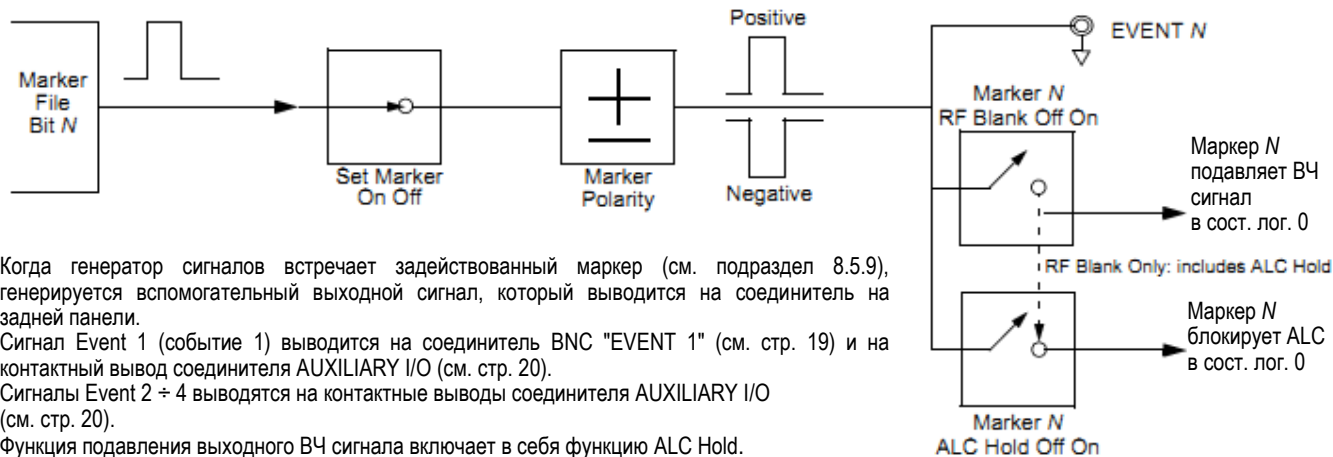 Marker
File
Bit N
Set Marker
On Off
Marker
Polarity
Positive
Negative
EVENT N
Marker N
RF Blank Off On
Маркер N
подавляет ВЧ
сигнал
в сост. лог. 0
RF Blank Only: includes ALC Hold
Маркер N
блокирует ALC
в сост. лог. 0
Marker N
ALC Hold Off On
Когда генератор сигналов встречает задействованный маркер (см. подраздел 8.5.9),
генерируется вспомогательный выходной сигнал, который выводится на соединитель на
задней панели.
Сигнал Event 1 (событие 1) выводится на соединитель BNC "EVENT 1" (см. стр. 19) и на
контактный вывод соединителя AUXILIARY I/O (см. стр. 20).
Сигналы Event 2 ÷ 4 выводятся на контактные выводы соединителя AUXILIARY I/O
(см. стр. 20).
Функция подавления выходного ВЧ сигнала включает в себя функцию ALC Hold.